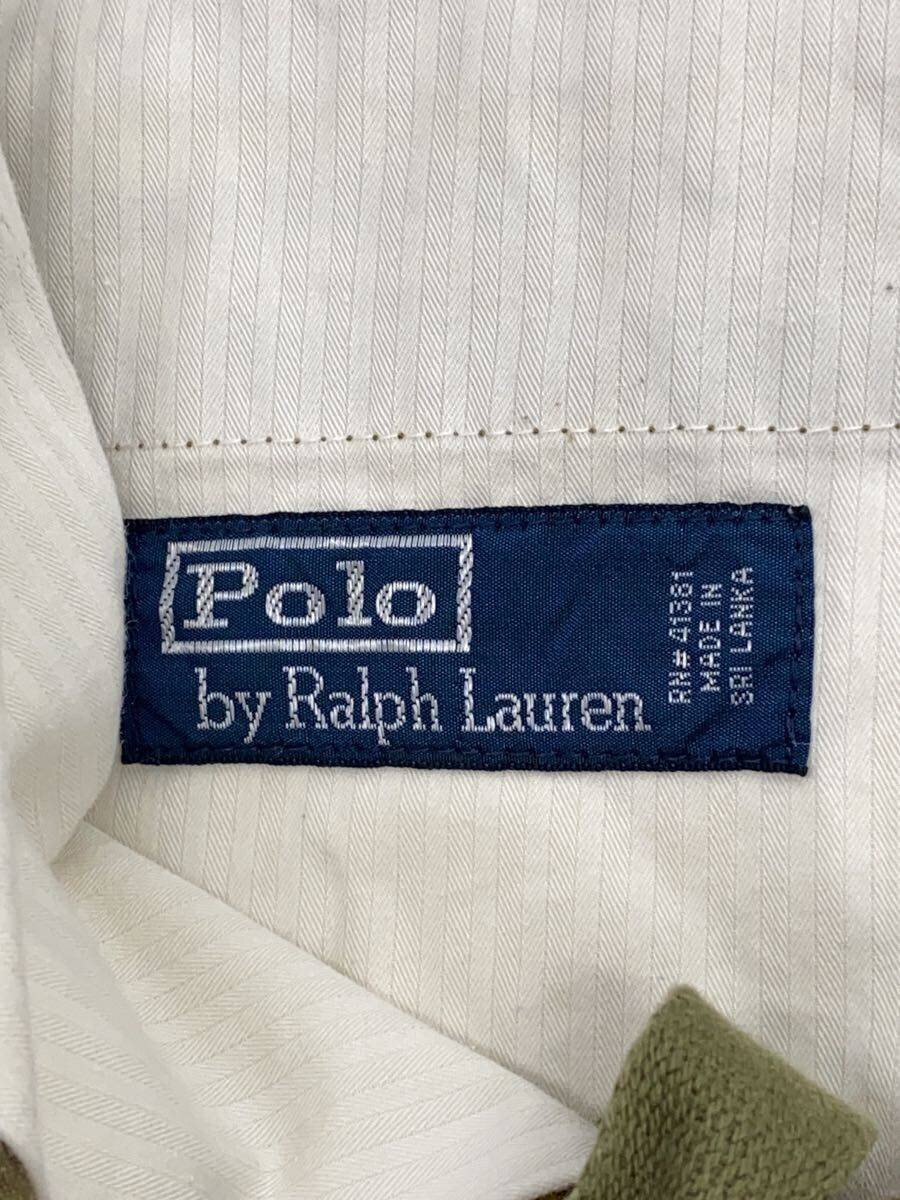 Polo
by Ralph Lauren
RN# 41381
MADE IN
SRI LANKA